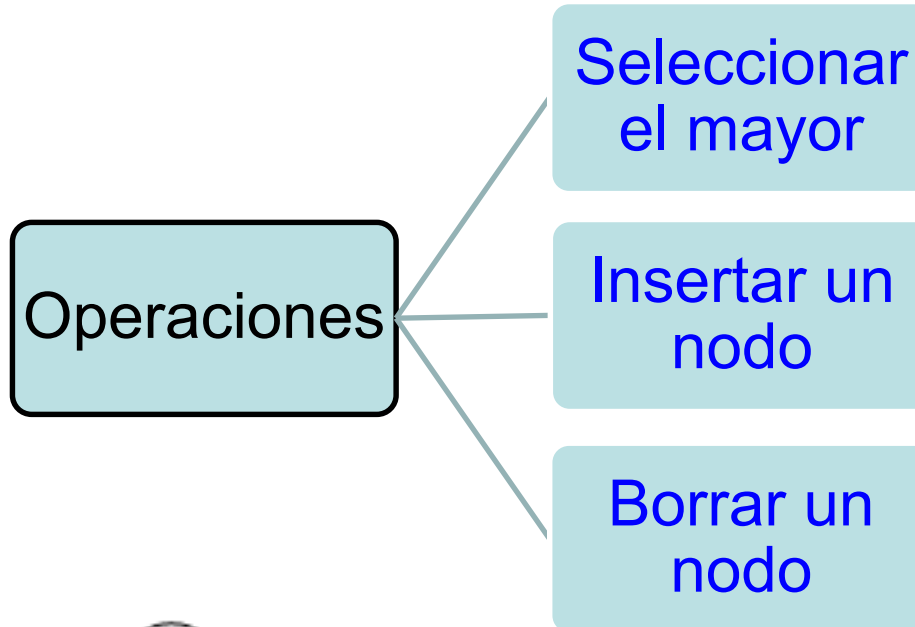 Operaciones
Seleccionar
el mayor
Insertar un
nodo
Borrar un
nodo